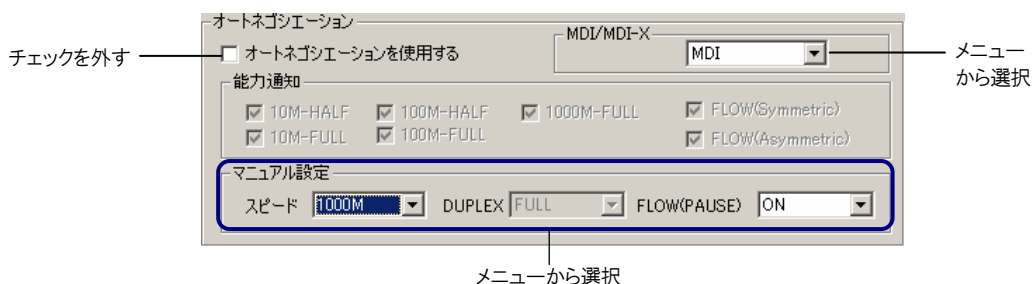 オートネゴシエーション
MDI/MDI-X
チェックを外す
オートネゴシエーションを使用する
MDI
メニュー
から選択
能力通知
10M-HALF 100M-HALF 1000M-FULL FLOW(Symmetric)
10M-FULL 100M-FULL FLOW(Asymmetric)
マニュアル設定
スピード 1000M DUPLEX FULL FLOW(PAUSE) ON
メニューから選択